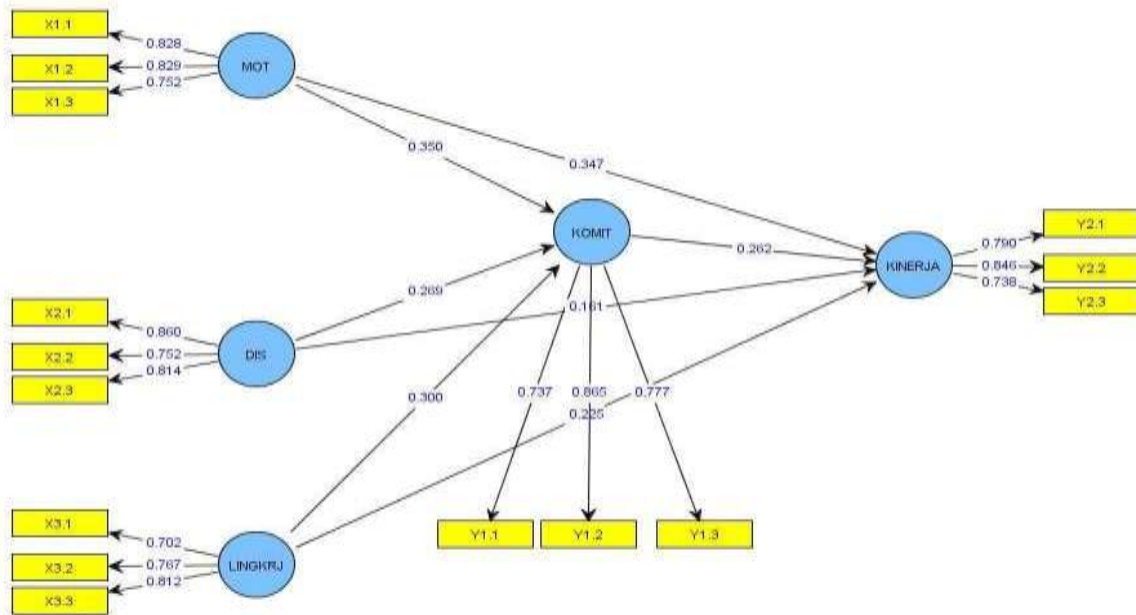 X1.1
0.828
X1.2
0.829
MOT
X1.3
0.752
0.350
0.347
KOMIT
0.262
Y2.1
0.790
KINERJA
0.846
Y2.2
0.738
Y2.3
0.269
0.161
X2.1
0.860
X2.2
0.752
DIS
X2.3
0.814
0.300
0.737
0.865
0.777
0.225
X3.1
0.702
Y1.1
Y1.2
Y1.3
X3.2
0.767
LINGKRJ
0.812
X3.3